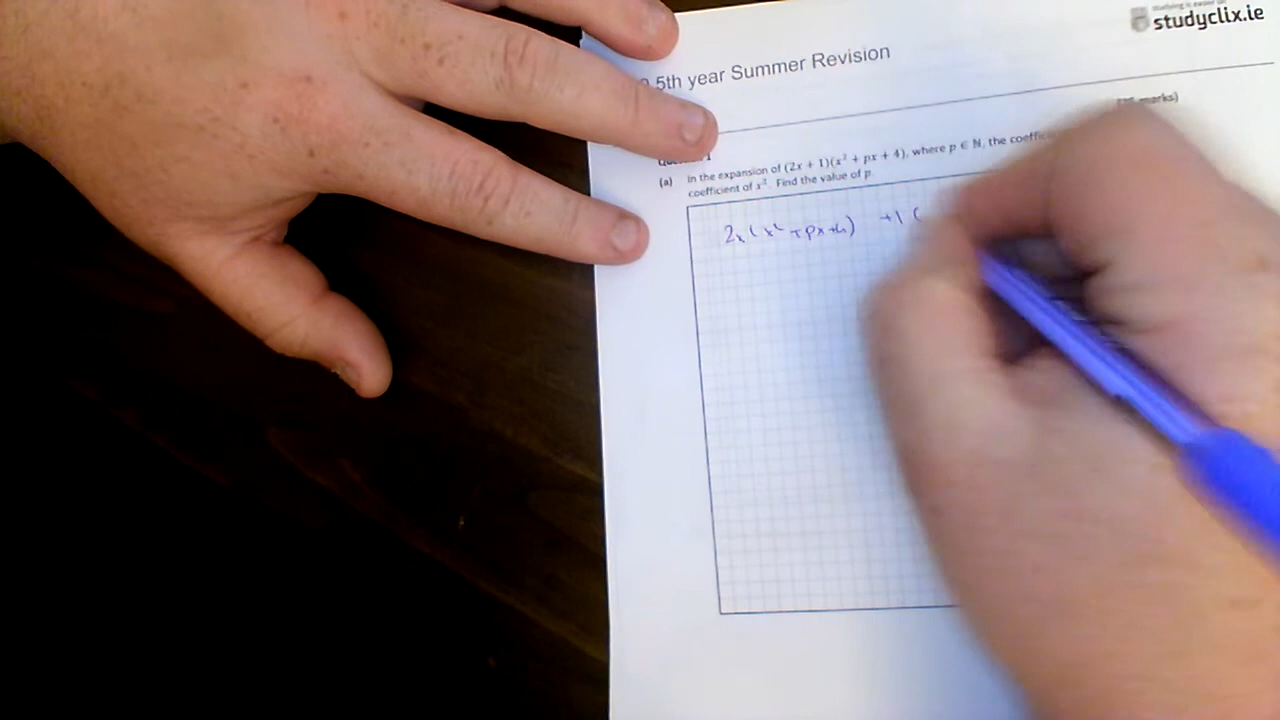 studyclix.ie
5th year Summer Revision
marks)
(a) In the expansion of (2x + 1)(x² + px + 4), where p ∈ N, the
coefficient of x². Find the value of p.
2x(x² + px + 4) + 1(